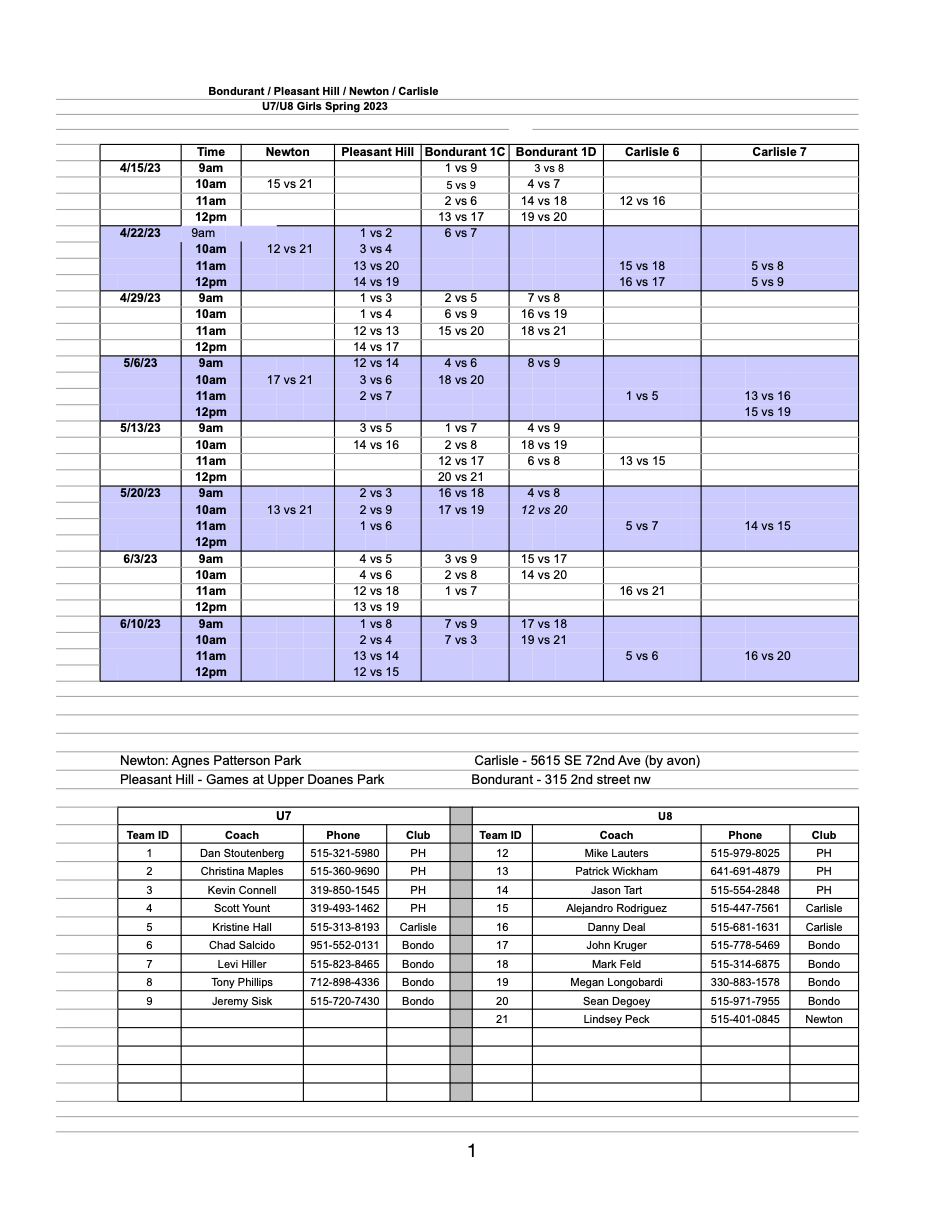 Bondurant / Pleasant Hill / Newton / Carlisle
U7/U8 Girls Spring 2023
Time Newton Pleasant Hill Bondurant 1C Bondurant 1D Carlisle 6 Carlisle 7
4/15/23 9am 1 vs 9 3 vs 8
10am 15 vs 21 5 vs 9 4 vs 7
11am 2 vs 6 14 vs 18 12 vs 16
12pm 13 vs 17 19 vs 20
4/22/23 9am 1 vs 2 6 vs 7
10am 12 vs 21 3 vs 4
11am 13 vs 20 15 vs 18 5 vs 8
12pm 14 vs 19 16 vs 17 5 vs 9
4/29/23 9am 1 vs 3 2 vs 5 7 vs 8
10am 1 vs 4 6 vs 9 16 vs 19
11am 12 vs 13 15 vs 20 18 vs 21
12pm 14 vs 17
5/6/23 9am 12 vs 14 4 vs 6 8 vs 9
10am 17 vs 21 3 vs 6 18 vs 20
11am 2 vs 7 1 vs 5 13 vs 16
12pm 15 vs 19
5/13/23 9am 3 vs 5 1 vs 7 4 vs 9
10am 14 vs 16 2 vs 8 18 vs 19
11am 12 vs 17 6 vs 8 13 vs 15
12pm 20 vs 21
5/20/23 9am 2 vs 3 16 vs 18 4 vs 8
10am 13 vs 21 2 vs 9 17 vs 19 12 vs 20
11am 1 vs 6 5 vs 7 14 vs 15
12pm
6/3/23 9am 4 vs 5 3 vs 9 15 vs 17
10am 4 vs 6 2 vs 8 14 vs 20
11am 12 vs 18 1 vs 7 16 vs 21
12pm 13 vs 19
6/10/23 9am 1 vs 8 7 vs 9 17 vs 18
10am 2 vs 4 7 vs 3 19 vs 21
11am 13 vs 14 5 vs 6 16 vs 20
12pm 12 vs 15
Newton: Agnes Patterson Park Carlisle - 5615 SE 72nd Ave (by avon)
Pleasant Hill - Games at Upper Doanes Park Bondurant - 315 2nd street nw
U7 U8
Team ID Coach Phone Club Team ID Coach Phone Club
1 Dan Stoutenberg 515-321-5980 PH 12 Mike Lauters 515-979-8025 PH
2 Christina Maples 515-360-9690 PH 13 Patrick Wickham 641-691-4879 PH
3 Kevin Connell 319-850-1545 PH 14 Jason Tart 515-554-2848 PH
4 Scott Yount 319-493-1462 PH 15 Alejandro Rodriguez 515-447-7561 Carlisle
5 Kristine Hall 515-313-8193 Carlisle 16 Danny Deal 515-681-1631 Carlisle
6 Chad Salcido 951-552-0131 Bondo 17 John Kruger 515-778-5469 Bondo
7 Levi Hiller 515-823-8465 Bondo 18 Mark Feld 515-314-6875 Bondo
8 Tony Phillips 712-898-4336 Bondo 19 Megan Longobardi 330-883-1578 Bondo
9 Jeremy Sisk 515-720-7430 Bondo 20 Sean Degoey 515-971-7955 Bondo
21 Lindsey Peck 515-401-0845 Newton
1